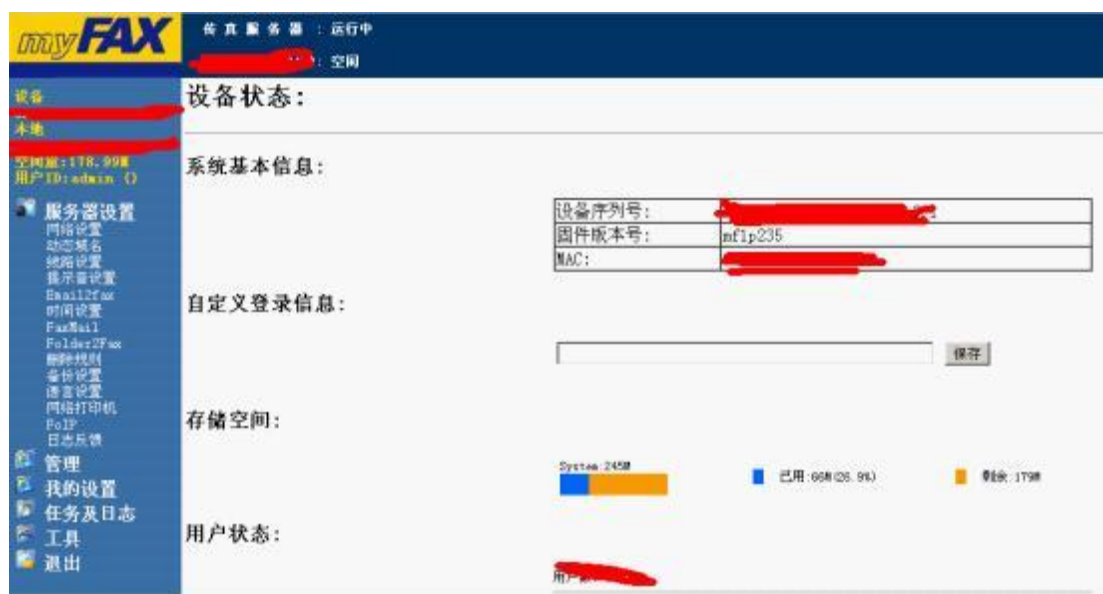 myFAX
传真服务器 : 运行中
: 空闲
设备
本地
空间量:178.99M
用户ID:admin ()
服务器设置
网络设置
动态域名
线路设置
提示音设置
Email2fax
时间设置
FaxMail
Folder2Fax
删除规则
备份设置
语言设置
网络打印机
FoIP
日志反馈
管理
我的设置
任务及日志
工具
退出
设备状态:
系统基本信息:
设备序列号:
固件版本号: mflp235
MAC:
自定义登录信息:
保存
存储空间:
System:245M
已用:66M(26.9%)
剩余:179M
用户状态:
用户